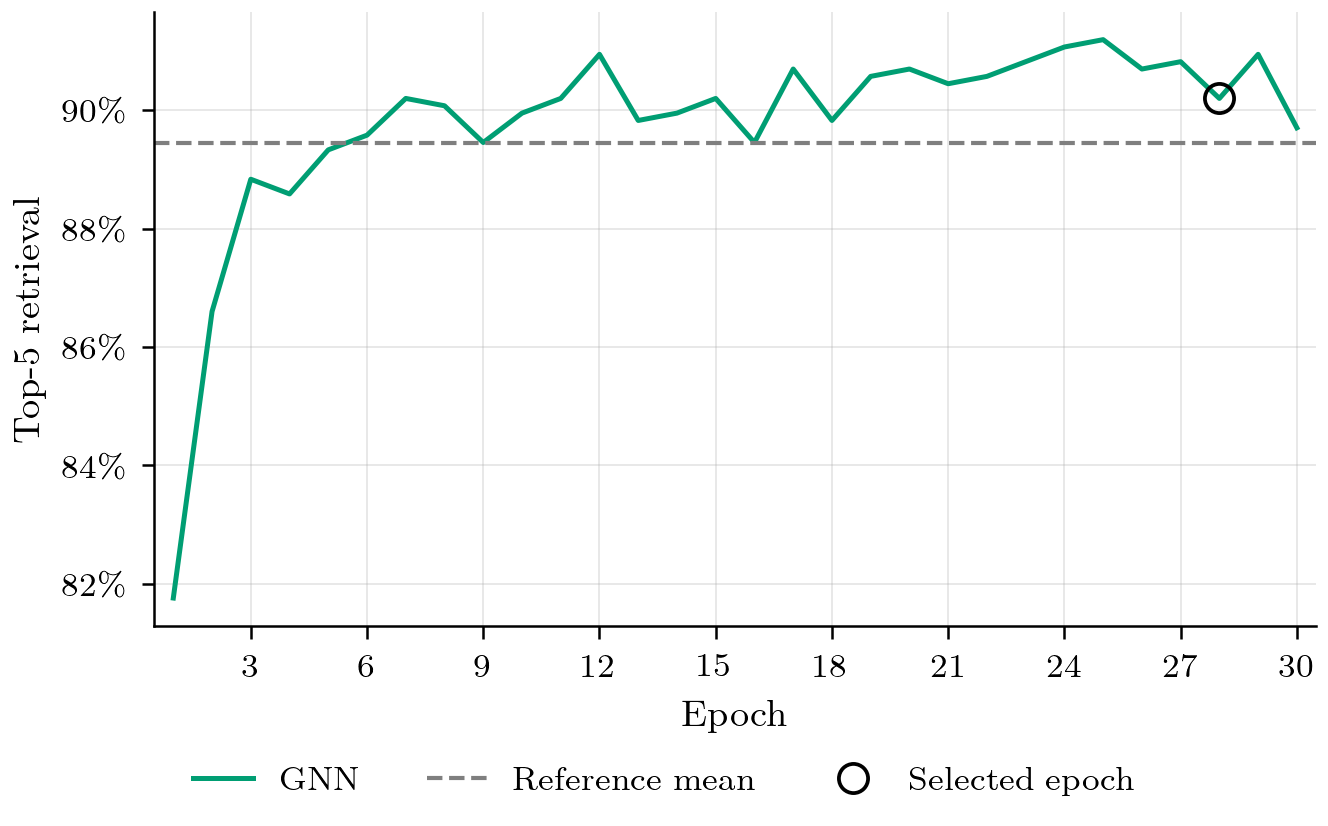 90%
88%
86%
84%
82%
Top-5 retrieval
3 6 9 12 15 18 21 24 27 30
Epoch
GNN Reference mean Selected epoch